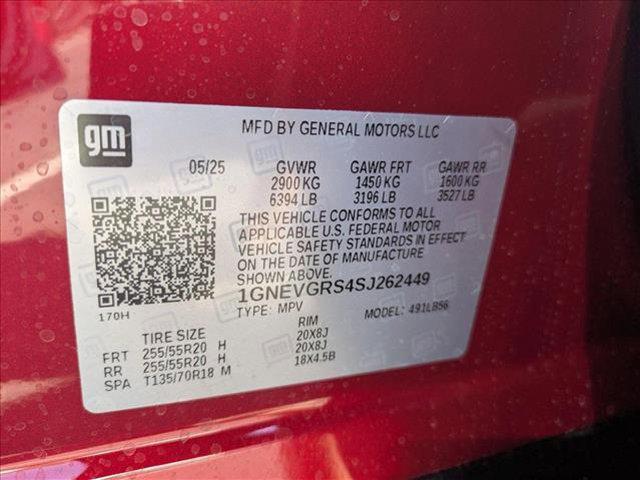 gm
MFD BY GENERAL MOTORS LLC
05/25 GVWR GAWR FRT GAWR RR
2900 KG 1450 KG 1600 KG
6394 LB 3196 LB 3527 LB
THIS VEHICLE CONFORMS TO ALL
APPLICABLE U.S. FEDERAL MOTOR
VEHICLE SAFETY STANDARDS IN EFFECT
ON THE DATE OF MANUFACTURE
SHOWN ABOVE.
1GNEVGRS4SJ262449
170H
TYPE: MPV MODEL: 491LB56
TIRE SIZE RIM
FRT 255/55R20 H 20X8J
RR 255/55R20 H 20X8J
SPA T135/70R18 M 18X4.5B